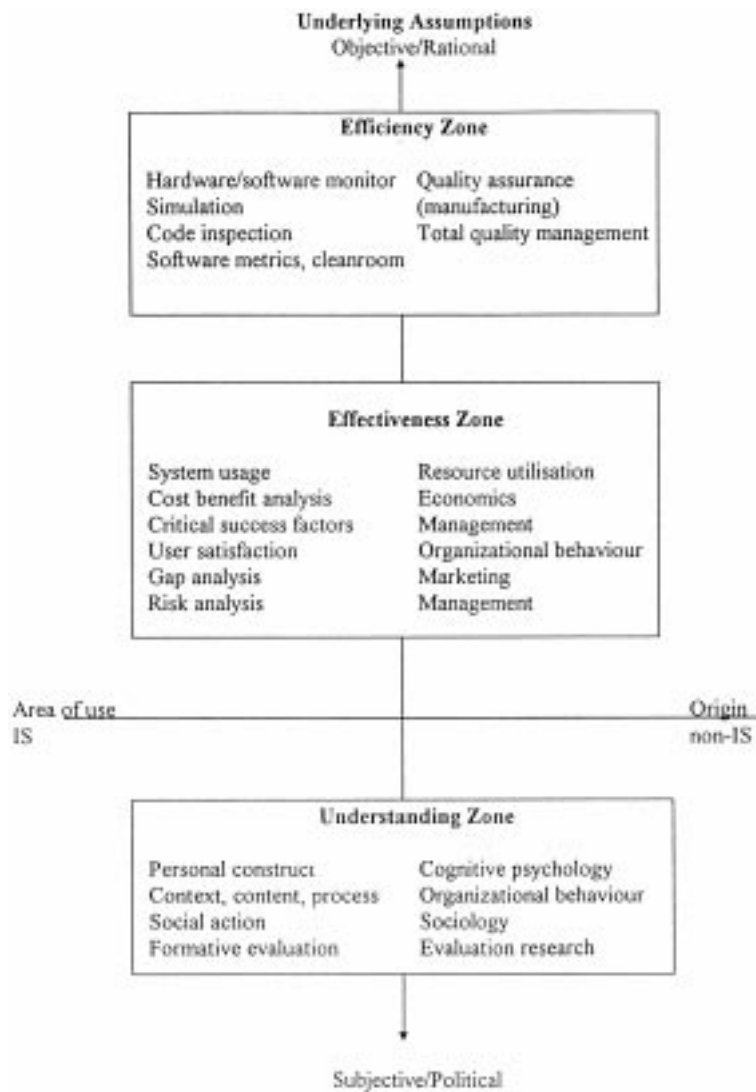 Underlying Assumptions
Objective/Rational
Efficiency Zone
Hardware/software monitor Quality assurance
Simulation (manufacturing)
Code inspection Total quality management
Software metrics, cleanroom
Effectiveness Zone
System usage Resource utilisation
Cost benefit analysis Economics
Critical success factors Management
User satisfaction Organizational behaviour
Gap analysis Marketing
Risk analysis Management
Area of use Origin
IS non-IS
Understanding Zone
Personal construct Cognitive psychology
Context, content, process Organizational behaviour
Social action Sociology
Formative evaluation Evaluation research
Subjective/Political